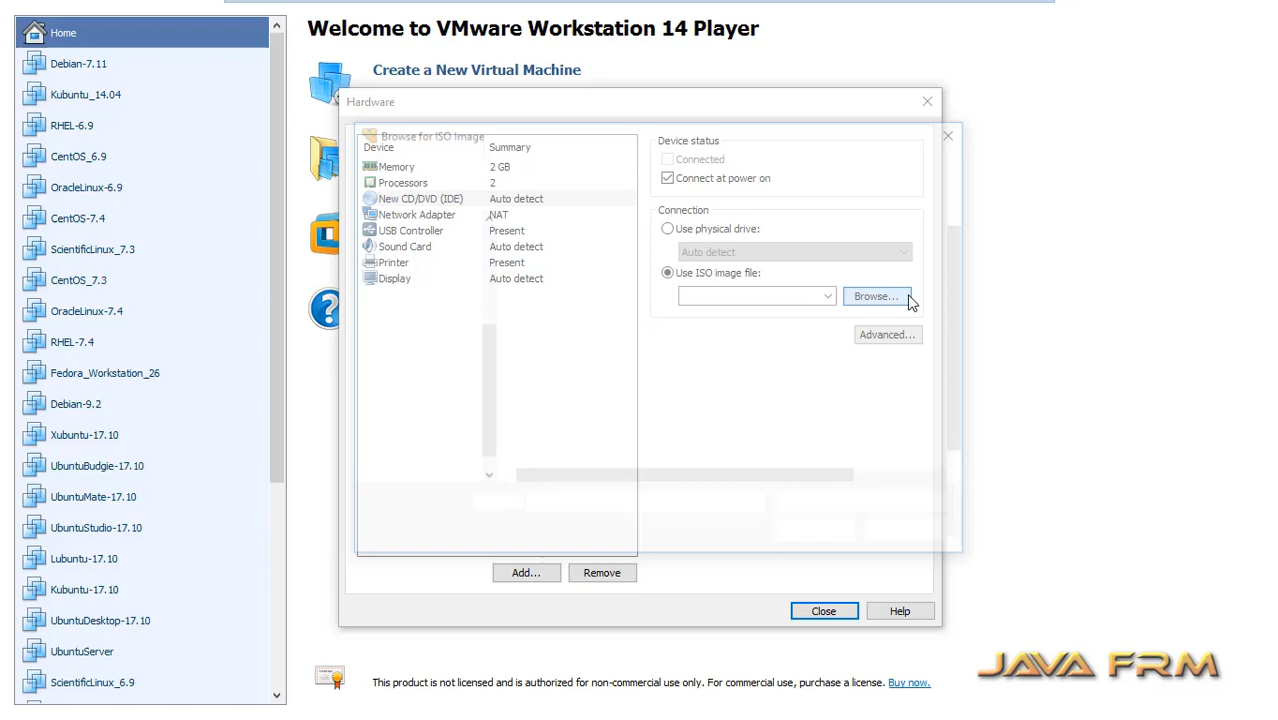 Home
Debian-7.11
Kubuntu_14.04
RHEL-6.9
CentOS_6.9
OracleLinux-6.9
CentOS-7.4
ScientificLinux_7.3
CentOS_7.3
OracleLinux-7.4
RHEL-7.4
Fedora_Workstation_26
Debian-9.2
Xubuntu-17.10
UbuntuBudgie-17.10
UbuntuMate-17.10
UbuntuStudio-17.10
Lubuntu-17.10
Kubuntu-17.10
UbuntuDesktop-17.10
UbuntuServer
ScientificLinux_6.9
Welcome to VMware Workstation 14 Player
Create a New Virtual Machine
Hardware
Browse for ISO Image
Device Summary
Memory 2 GB
Processors 2
New CD/DVD (IDE) Auto detect
Network Adapter NAT
USB Controller Present
Sound Card Auto detect
Printer Present
Display Auto detect
Device status
Connected
Connect at power on
Connection
Use physical drive:
Auto detect
Use ISO image file:
Browse...
Advanced...
Add... Remove
Close Help
This product is not licensed and is authorized for non-commercial use only. For commercial use, purchase a license. Buy now.
JAVA FRM